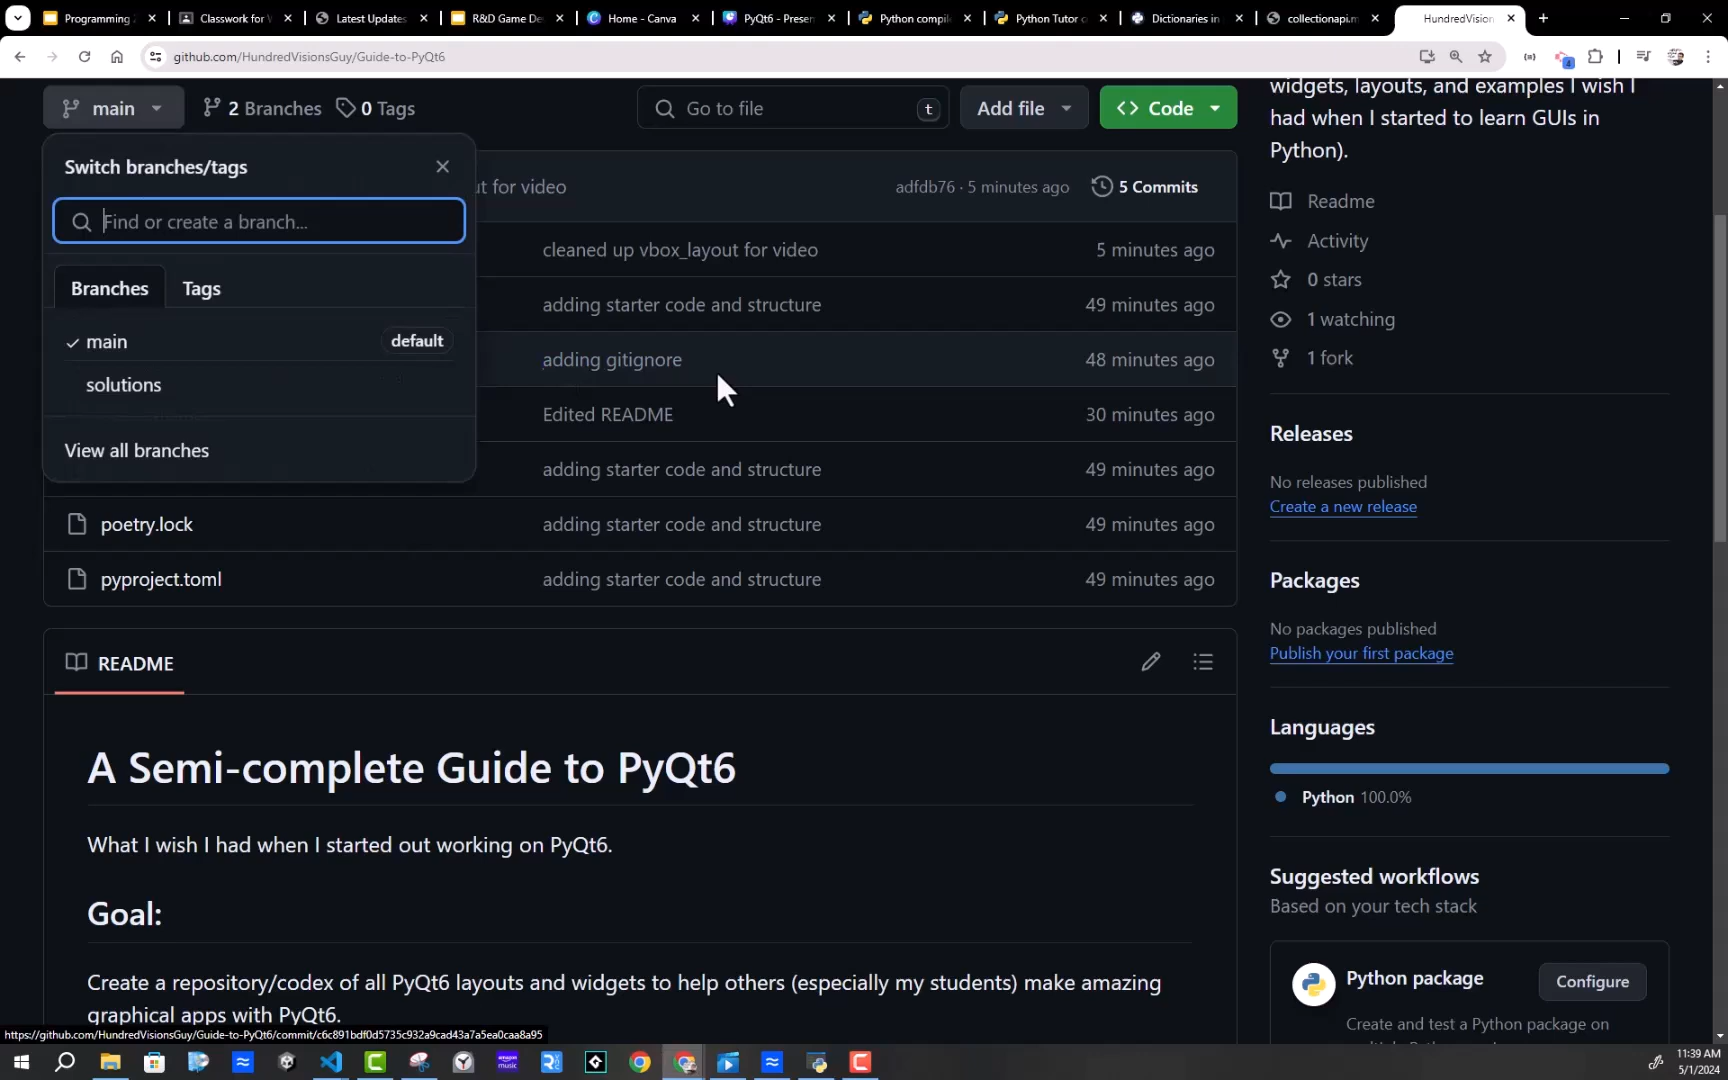 Programming 2
Classwork for W
Latest Updates
R&D Game De
Home - Canva
PyQt6 - Presen
Python compile
Python Tutor c
Dictionaries in
collectionapi.m
HundredVision
github.com/HundredVisionsGuy/Guide-to-PyQt6
main
2 Branches
0 Tags
Go to file
t
Add file
<> Code
Switch branches/tags
Find or create a branch...
Branches
Tags
main
default
solutions
View all branches
ut for video
adfdb76 · 5 minutes ago
5 Commits
cleaned up vbox_layout for video
5 minutes ago
adding starter code and structure
49 minutes ago
adding gitignore
48 minutes ago
Edited README
30 minutes ago
adding starter code and structure
49 minutes ago
poetry.lock
adding starter code and structure
49 minutes ago
pyproject.toml
adding starter code and structure
49 minutes ago
widgets, layouts, and examples I wish I
had when I started to learn GUIs in
Python).
Readme
Activity
0 stars
1 watching
1 fork
Releases
No releases published
Create a new release
Packages
No packages published
Publish your first package
Languages
Python 100.0%
Suggested workflows
Based on your tech stack
Python package
Configure
Create and test a Python package on
README
A Semi-complete Guide to PyQt6
What I wish I had when I started out working on PyQt6.
Goal:
Create a repository/codex of all PyQt6 layouts and widgets to help others (especially my students) make amazing
graphical apps with PyQt6.
https://github.com/HundredVisionsGuy/Guide-to-PyQt6/commit/c6c891bdf0d5735c932a9cad43a7a5ea0caa8a95
11:39 AM
5/1/2024